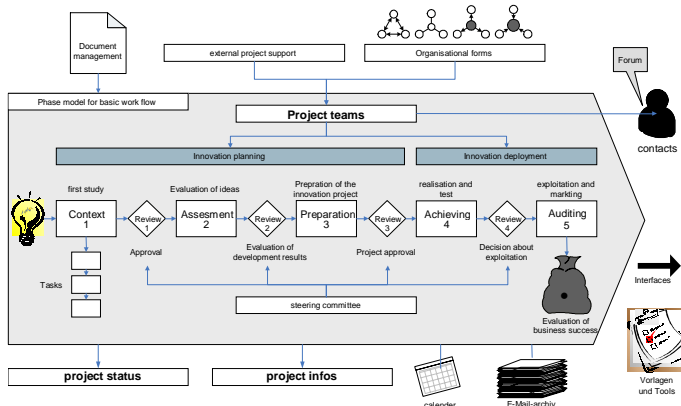 Document
management
external project support
Organisational forms
Forum
Phase model for basic work flow
Project teams
contacts
Innovation planning
Innovation deployment
first study
Evaluation of ideas
Prepration of the
innovation project
realisation and
test
exploitation and
markting
Context
1
Review
1
Assesment
2
Review
2
Preparation
3
Review
3
Achieving
4
Review
4
Auditing
5
Approval
Evaluation of
development results
Project approval
Decision about
exploitation
Tasks
steering committee
Interfaces
Evaluation of
business success
project status
project infos
calender
E-Mail-archiv
Vorlagen
und Tools